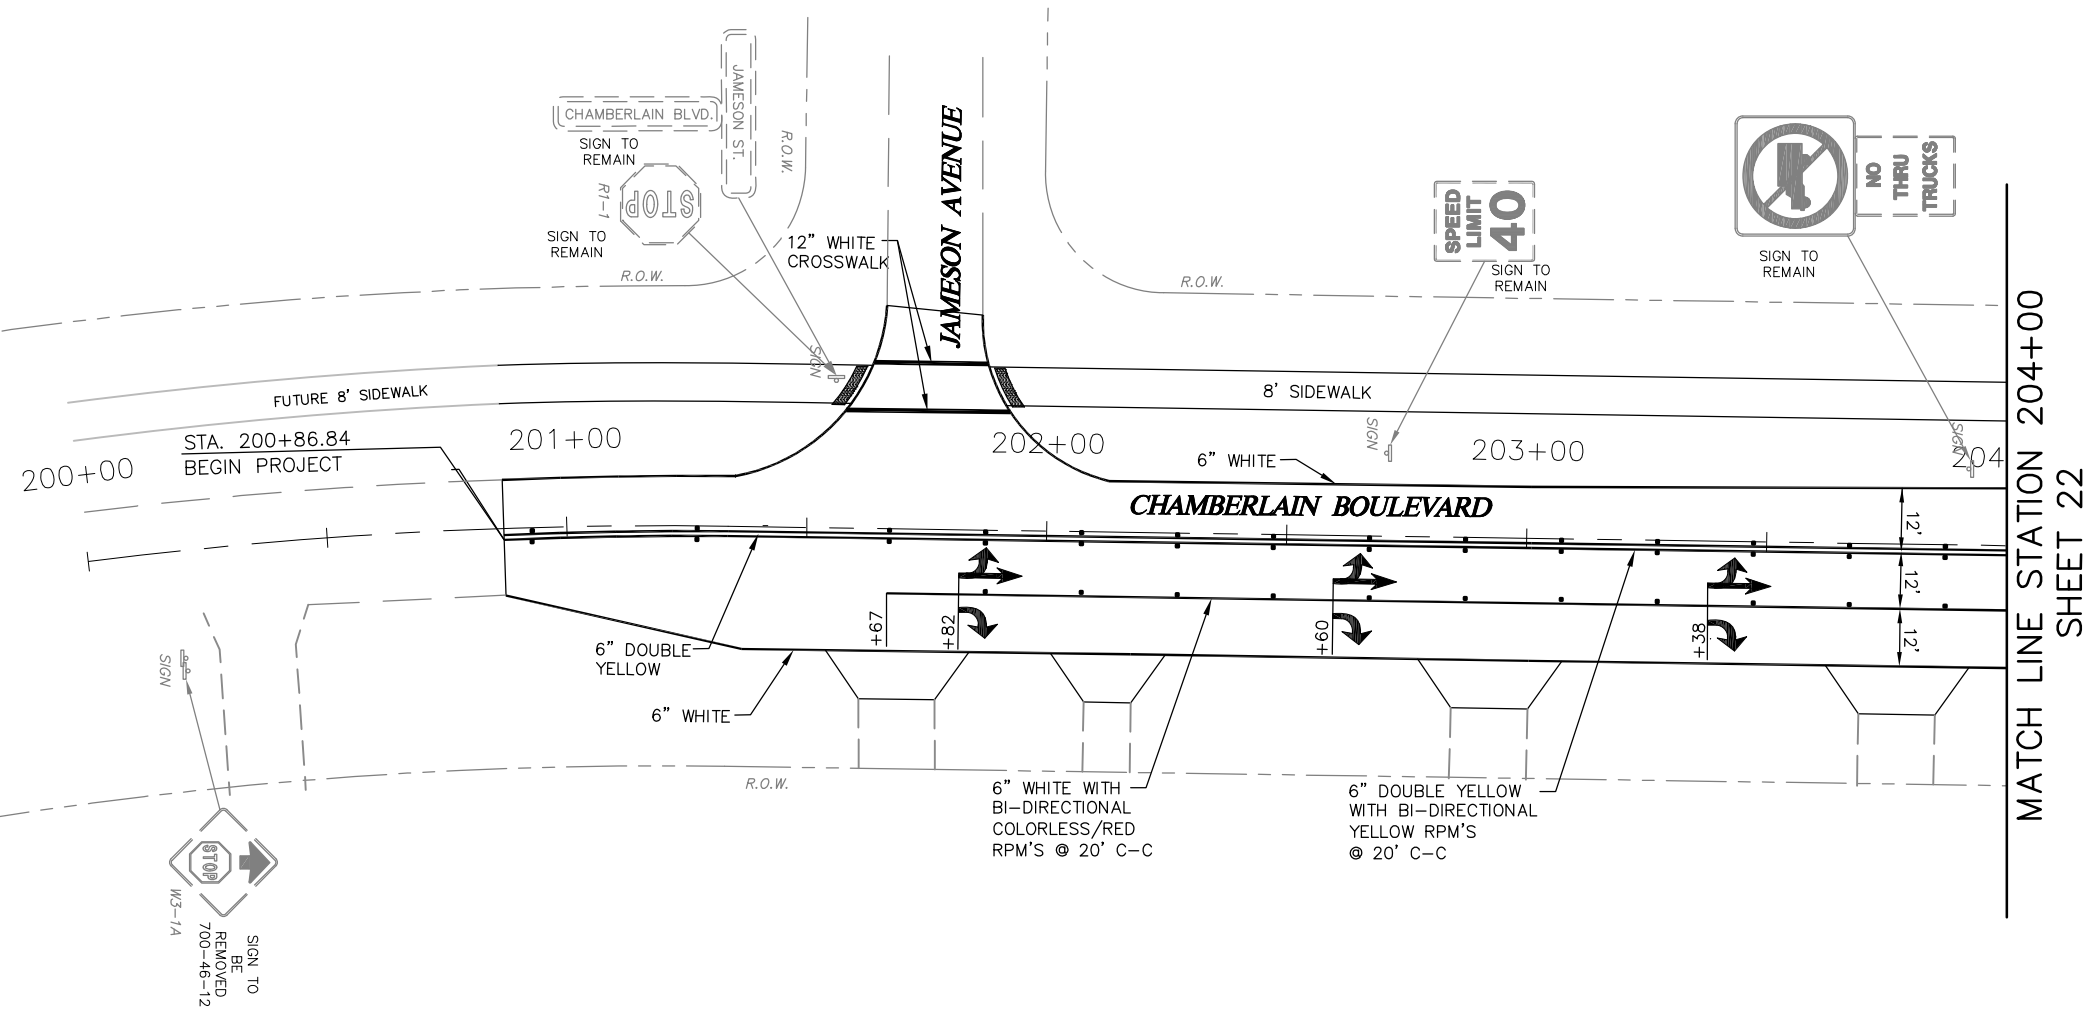 JAMESON ST.
CHAMBERLAIN BLVD.
SIGN TO
REMAIN
STOP
R1-1
SIGN TO
REMAIN
R.O.W.
R.O.W.
12" WHITE
CROSSWALK
JAMESON AVENUE
R.O.W.
SPEED
LIMIT
40
SIGN TO
REMAIN
NO
THRU
TRUCKS
SIGN TO
REMAIN
SIGN
FUTURE 8' SIDEWALK
8' SIDEWALK
SIGN
SIGN
STA. 200+86.84
BEGIN PROJECT
200+00
201+00
202+00
203+00
204
6" WHITE
CHAMBERLAIN BOULEVARD
12'
12'
12'
+67
+82
+60
+38
6" DOUBLE
YELLOW
6" WHITE
SIGN
R.O.W.
6" WHITE WITH
BI-DIRECTIONAL
COLORLESS/RED
RPM'S @ 20' C-C
6" DOUBLE YELLOW
WITH BI-DIRECTIONAL
YELLOW RPM'S
@ 20' C-C
STOP
W3-1A
SIGN TO
BE
REMOVED
700-46-12
MATCH LINE STATION 204+00
SHEET 22